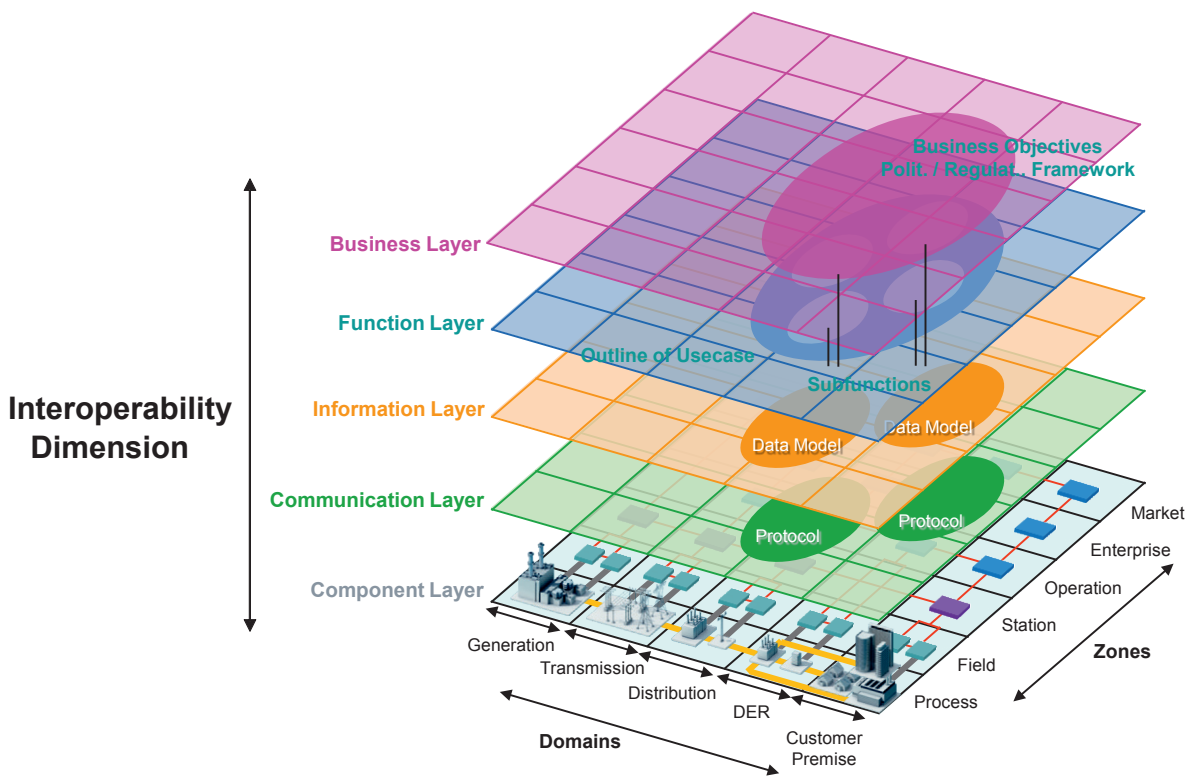 Business Objectives
Polit. / Regulat.. Framework
Business Layer
Function Layer
Outline of Usecase
Subfunctions
Interoperability
Dimension
Information Layer
Data Model
Data Model
Communication Layer
Protocol
Protocol
Component Layer
Market
Enterprise
Operation
Station
Field
Process
Zones
Generation
Transmission
Distribution
DER
Customer
Premise
Domains